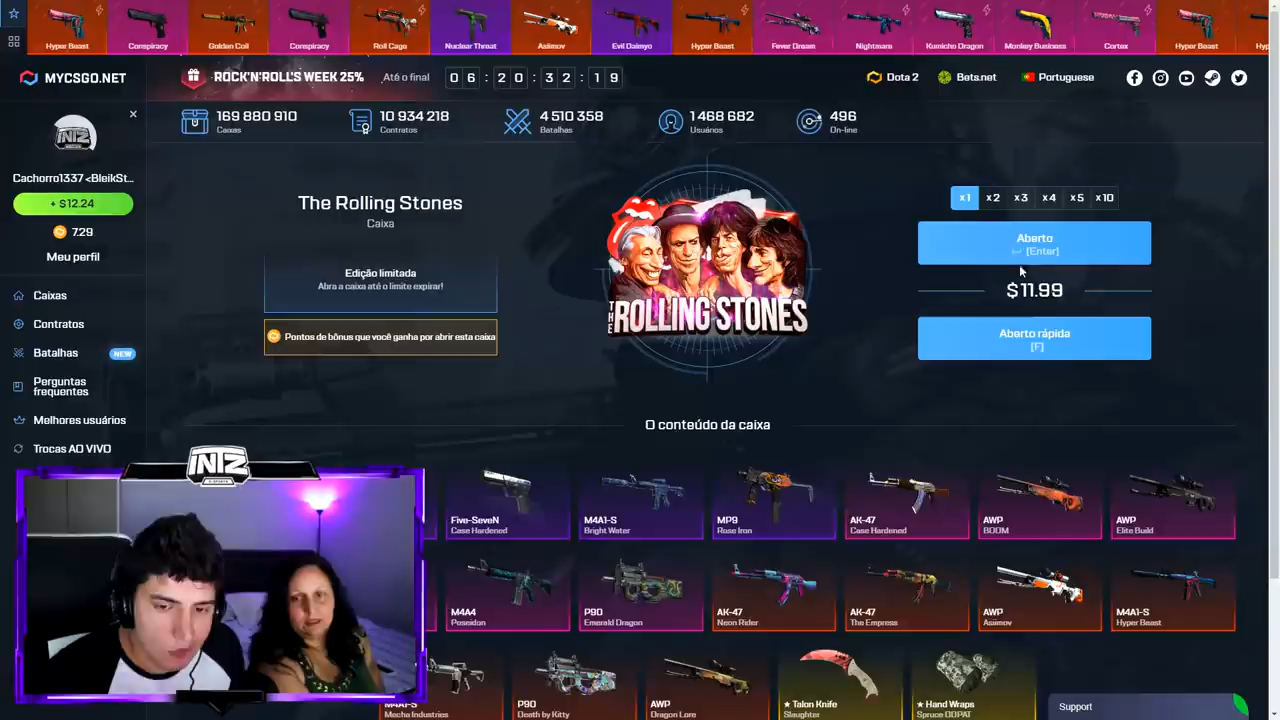 Hyper Beast
Conspiracy
Golden Coil
Conspiracy
Roll Cage
Nuclear Threat
Asiimov
Evil Daimyo
Hyper Beast
Fever Dream
Nightmare
Kumicho Dragon
Monkey Business
Cortex
Hyper Beast
Hy
MYCSGO.NET
ROCK'N'ROLL'S WEEK 25%
Até o final
06:20:32:19
Dota 2
Bets.net
Portuguese
169 880 910
Caixas
10 934 218
Contratos
4 510 358
Batalhas
1 468 682
Usuários
496
On-line
INTZ
Cachorro1337 <BleikSt...
+ $12.24
7.29
Meu perfil
Caixas
Contratos
Batalhas NEW
Perguntas
frequentes
Melhores usuários
Trocas AO VIVO
The Rolling Stones
Caixa
Edição limitada
Abra a caixa até o limite expirar!
Pontos de bônus que você ganha por abrir esta caixa
THE
ROLLING STONES
x1 x2 x3 x4 x5 x10
Aberto
[Enter]
$11.99
Aberto rápida
[F]
O conteúdo da caixa
INTZ
Five-SeveN
Case Hardened
M4A1-S
Bright Water
MP9
Rose Iron
AK-47
Case Hardened
AWP
BOOM
AWP
Elite Build
M4A4
Poseidon
P90
Emerald Dragon
AK-47
Neon Rider
AK-47
The Empress
AWP
Asiimov
M4A1-S
Hyper Beast
M4A1-S
Mecha Industries
P90
Death by Kitty
AWP
Dragon Lore
★ Talon Knife
Slaughter
★ Hand Wraps
Spruce DDPAT
Support